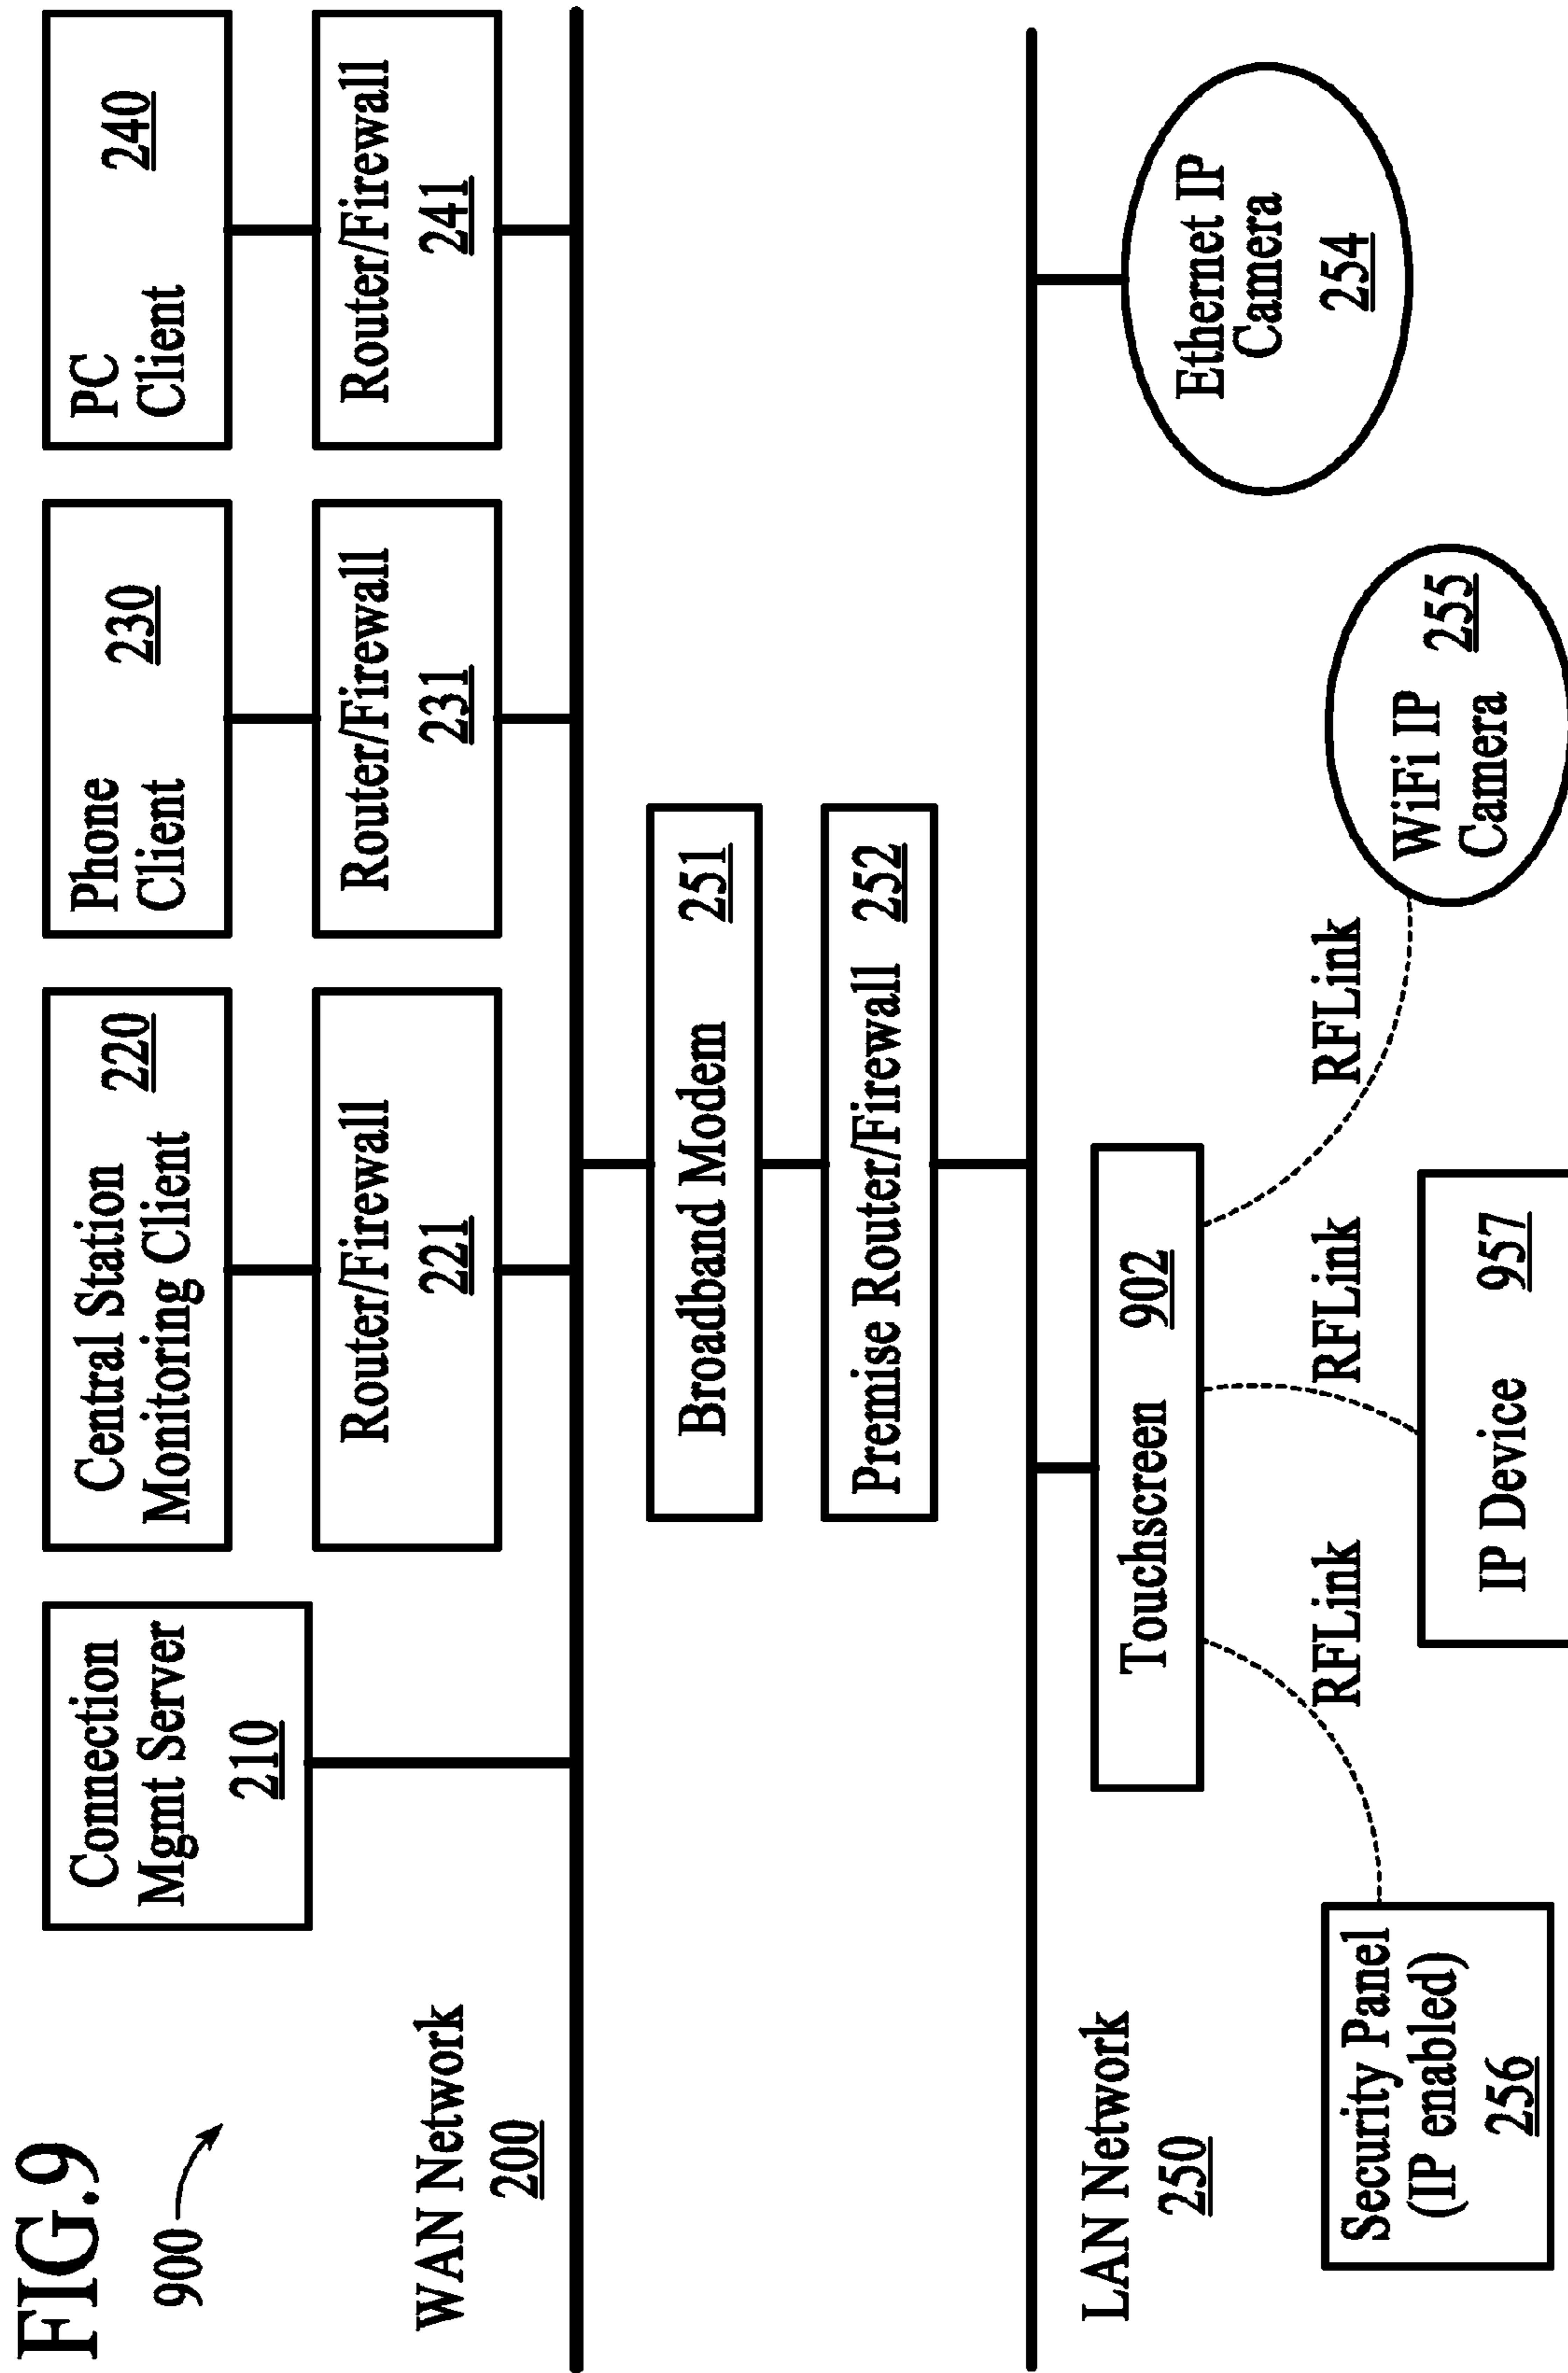 FIG.9
900
Connection
Mgmt Server
210
Central Station
Monitoring Client
220
Phone
Client
230
PC
Client
240
Router/Firewall
221
Router/Firewall
231
Router/Firewall
241
WAN Network
200
Broadband Modem 251
Premise Router/Firewall 252
LAN Network
250
Touchscreen 902
Ethernet IP
Camera
254
RFLink
RFLink
RFLink
Security Panel
(IP enabled)
256
IP Device 957
WiFi IP
Camera
255